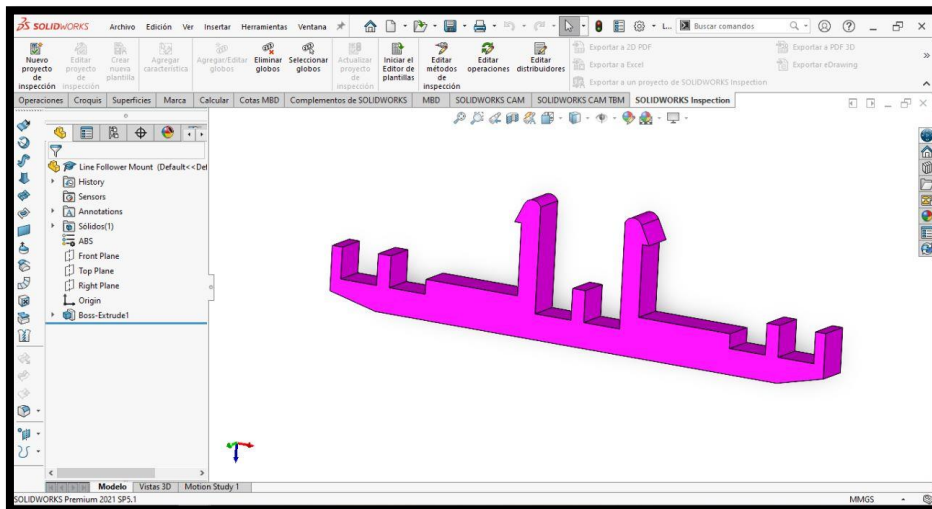 SOLIDWORKS Archivo Edición Ver Insertar Herramientas Ventana L... Buscar comandos
Nuevo proyecto de inspección
Editar proyecto de inspección
Crear nueva plantilla
Agregar característica
Agregar/Editar globos
Eliminar globos
Seleccionar globos
Actualizar proyecto de inspección
Iniciar el Editor de plantillas
Editar métodos de inspección
Editar operaciones
Editar distribuidores
Exportar a 2D PDF
Exportar a Excel
Exportar a un proyecto de SOLIDWORKS Inspection
Exportar a PDF 3D
Exportar eDrawing
Operaciones Croquis Superficies Marca Calcular Cotas MBD Complementos de SOLIDWORKS MBD SOLIDWORKS CAM SOLIDWORKS CAM TBM SOLIDWORKS Inspection
Line Follower Mount (Default<<Def
History
Sensors
Annotations
Sólidos(1)
ABS
Front Plane
Top Plane
Right Plane
Origin
Boss-Extrude1
Modelo Vistas 3D Motion Study 1
SOLIDWORKS Premium 2021 SP5.1 MMGS